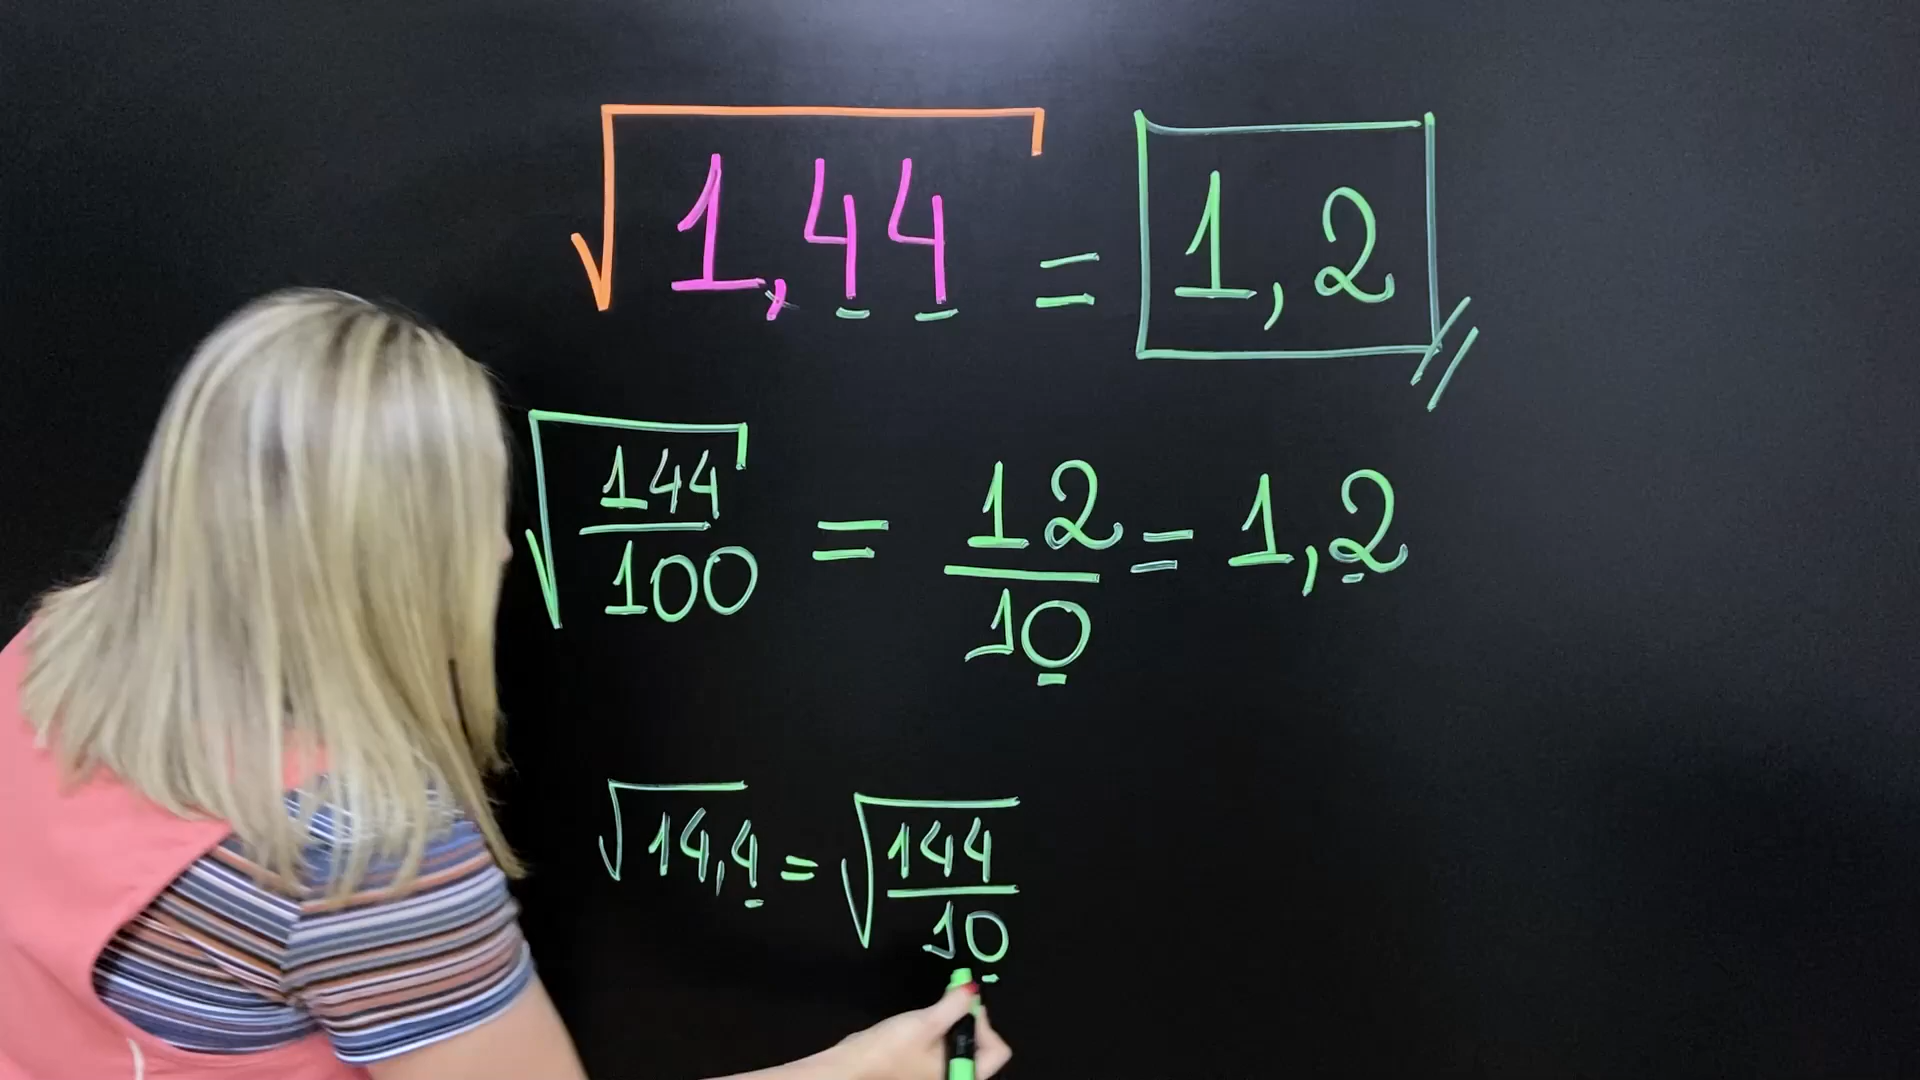 √1,44 = 1,2
√144/100 = 12/10 = 1,2
√14,4 = √144/10